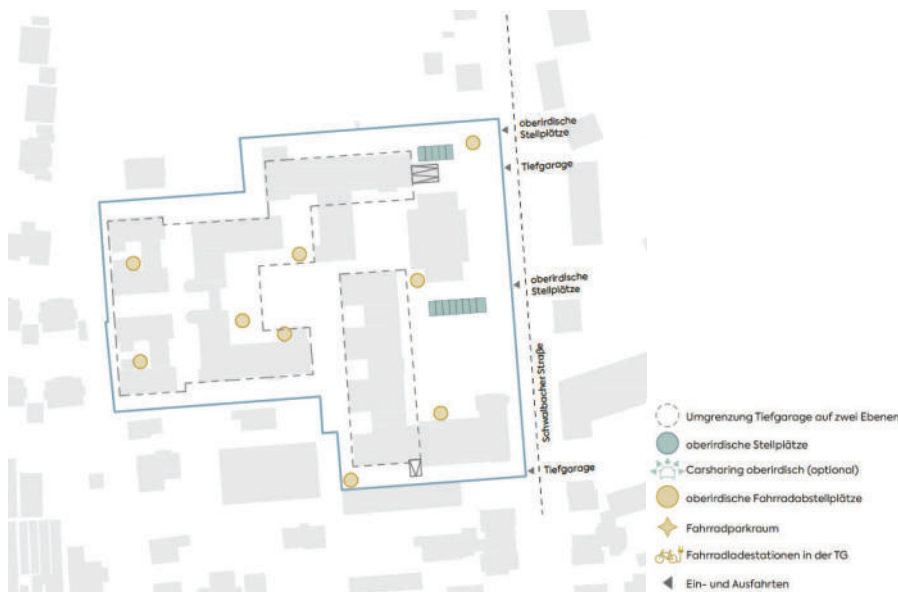 oberirdische
Stellplätze
Tiefgarage
oberirdische
Stellplätze
Schwalbacher Straße
Tiefgarage
Umgrenzung Tiefgarage auf zwei Ebenen
oberirdische Stellplätze
Carsharing oberirdisch (optional)
oberirdische Fahrradabstellplätze
Fahrradparkraum
Fahrradladestationen in der TG
Ein- und Ausfahrten